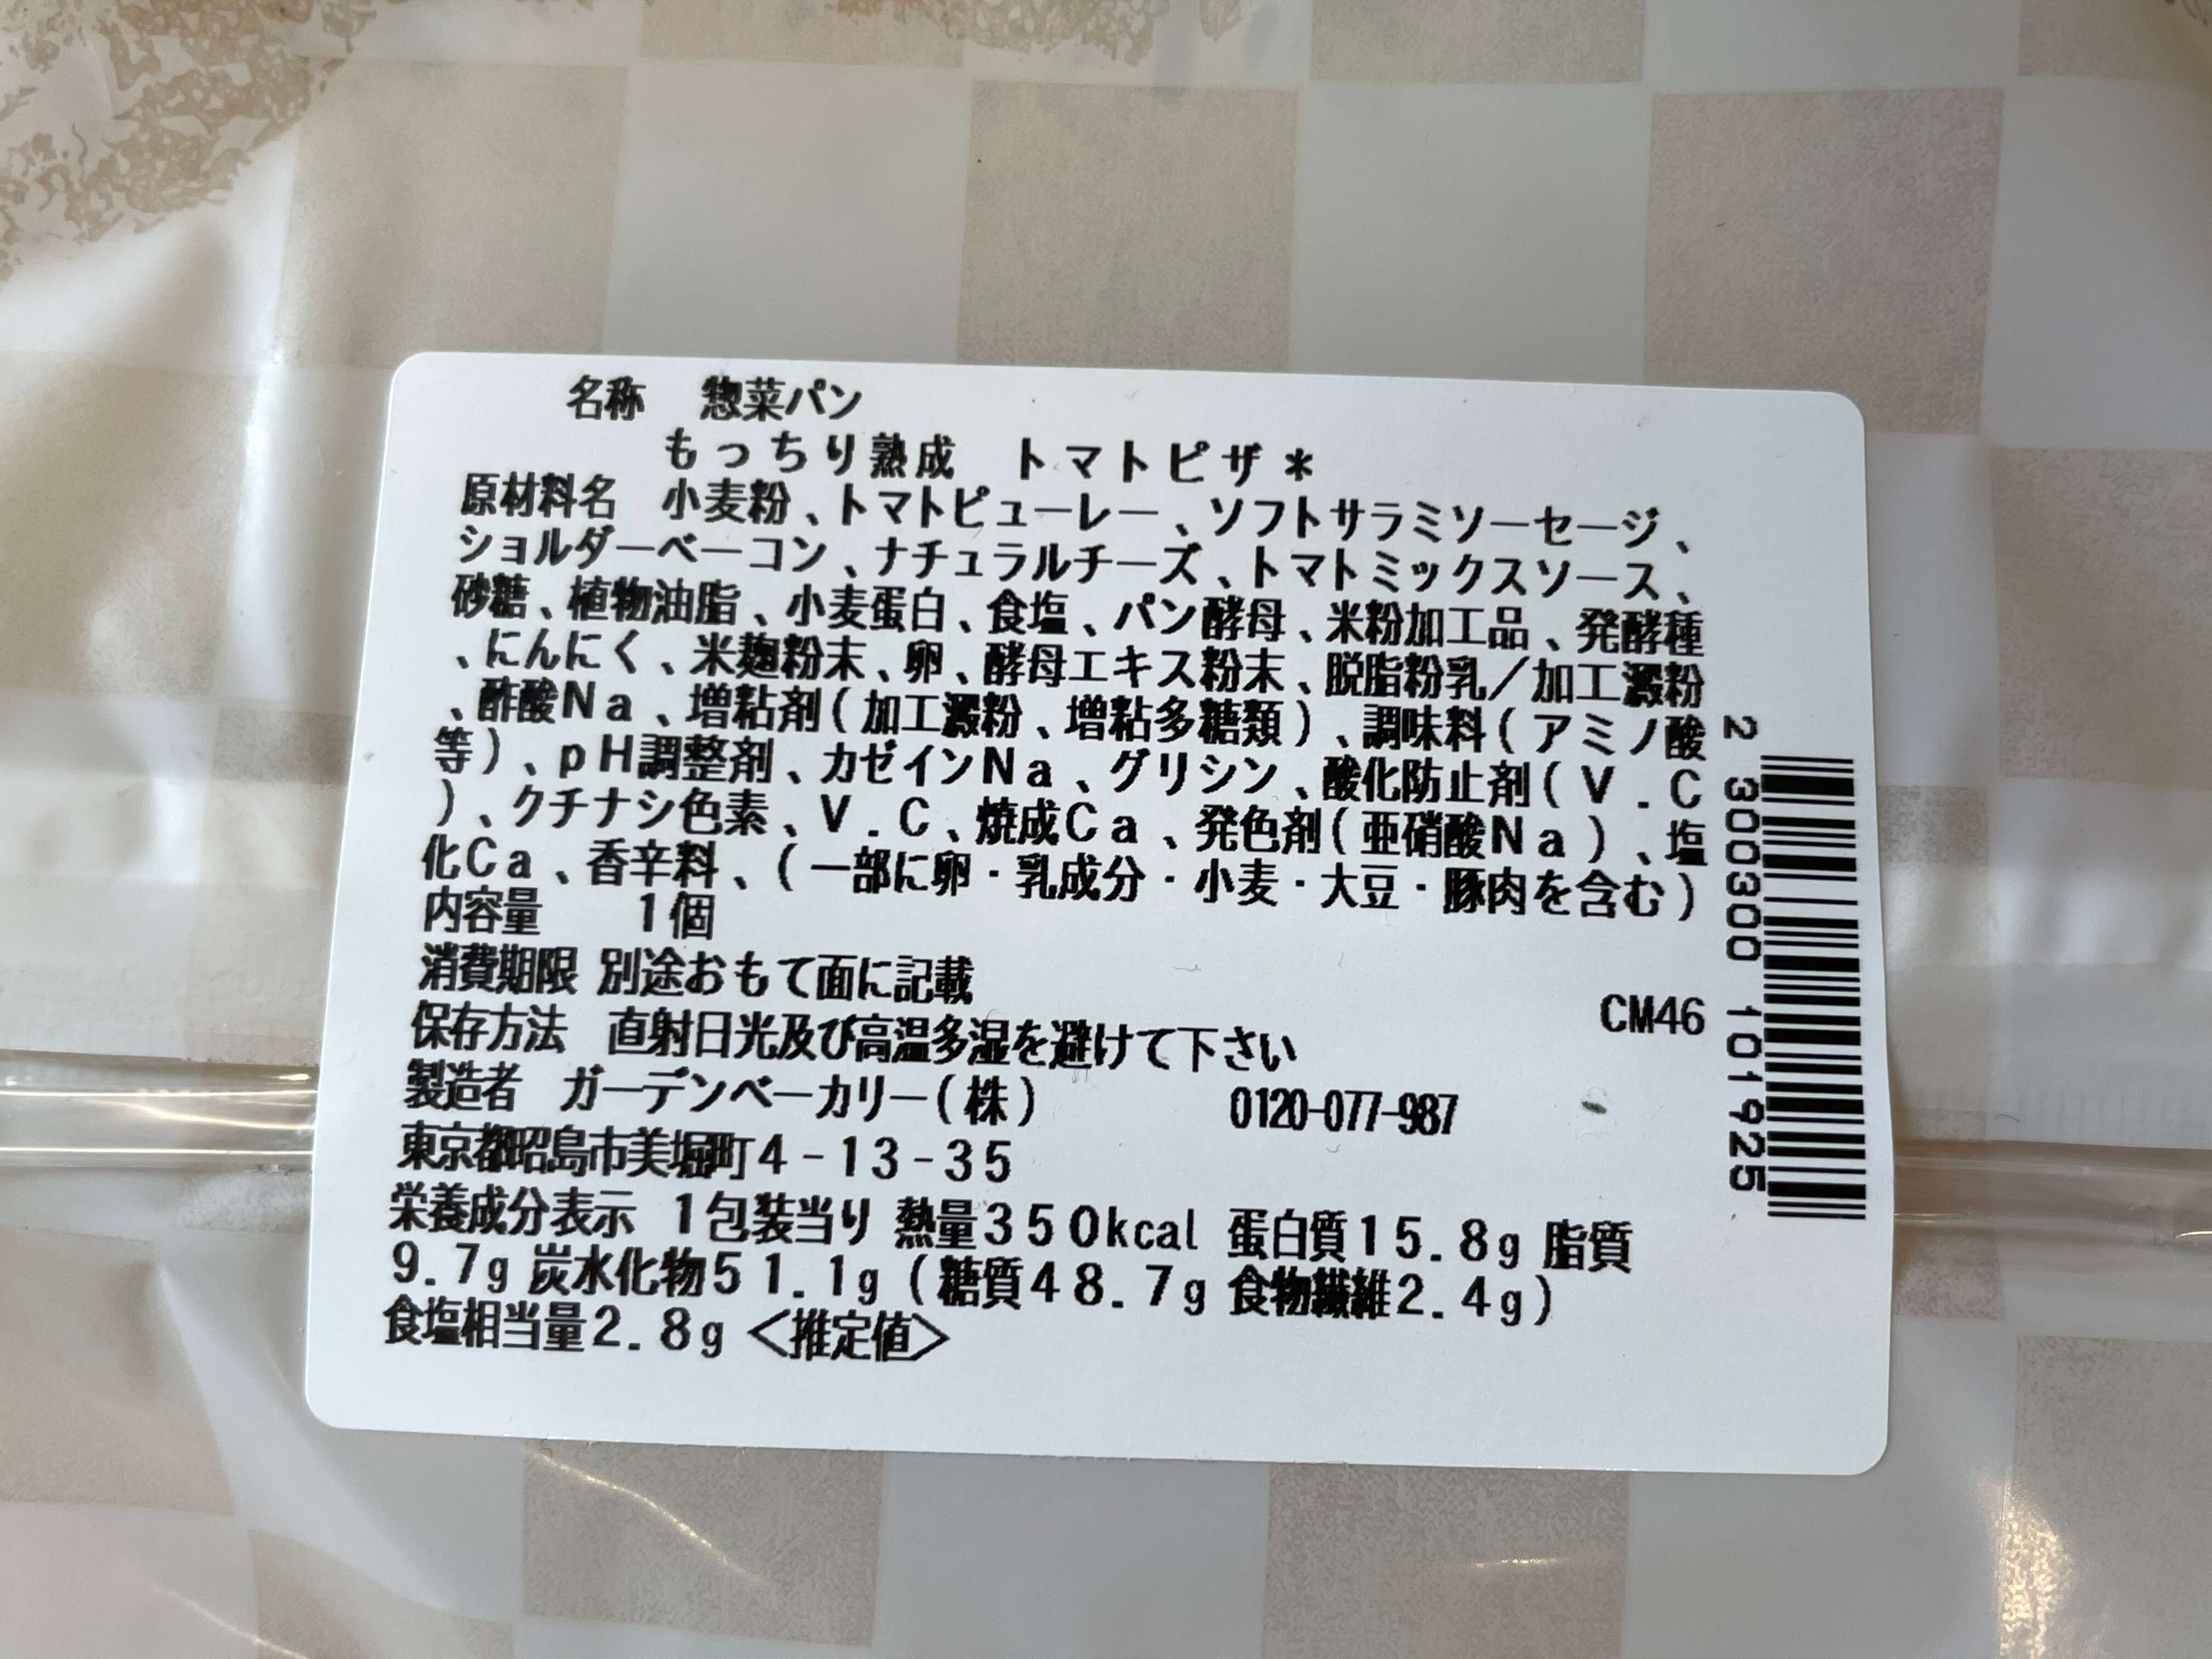 名称 惣菜パン
もっちり熟成 トマトピザ＊
原材料名 小麦粉、トマトピューレー、ソフトサラミソーセージ、
ショルダーベーコン、ナチュラルチーズ、トマトミックスソース、
砂糖、植物油脂、小麦蛋白、食塩、パン酵母、米粉加工品、発酵種
、にんにく、米麹粉末、卵、酵母エキス粉末、脱脂粉乳／加工澱粉
、酢酸Ｎａ、増粘剤（加工澱粉、増粘多糖類）、調味料（アミノ酸
等）、ｐＨ調整剤、カゼインＮａ、グリシン、酸化防止剤（Ｖ．Ｃ
）、クチナシ色素、Ｖ．Ｃ、焼成Ｃａ、発色剤（亜硝酸Ｎａ）、塩
化Ｃａ、香辛料、（一部に卵・乳成分・小麦・大豆・豚肉を含む）
内容量 １個
消費期限 別途おもて面に記載
保存方法 直射日光及び高温多湿を避けて下さい
CM46
製造者 ガーデンベーカリー（株） 0120-077-987
東京都昭島市美堀町４－１３－３５
栄養成分表示 １包装当り 熱量３５０kcal 蛋白質１５．８g 脂質
９．７g 炭水化物５１．１g（糖質４８．７g 食物繊維２．４g）
食塩相当量２．８g＜推定値＞
2 300300 101925